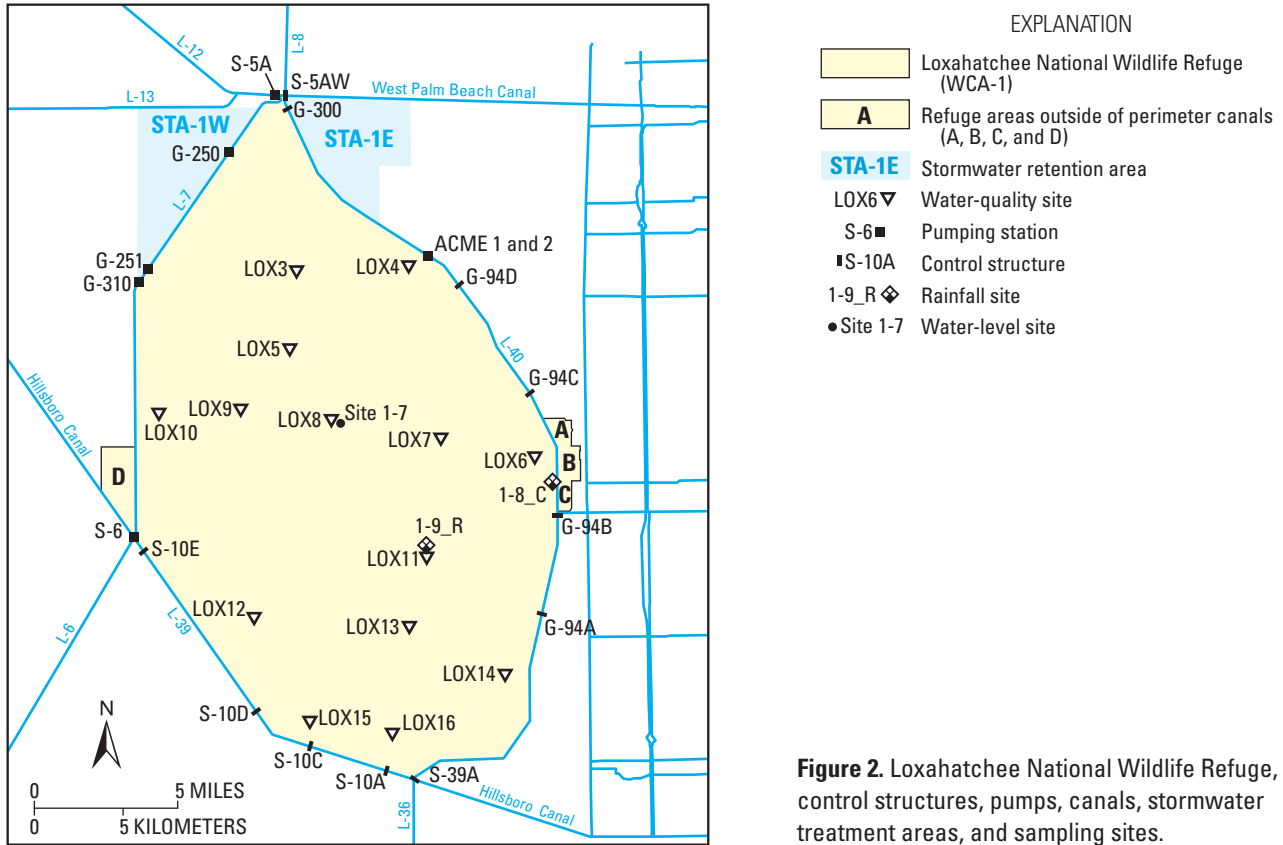 L-12
L-8
S-5A
S-5AW
L-13
West Palm Beach Canal
G-300
STA-1W
STA-1E
G-250
L-7
ACME 1 and 2
G-251
LOX3
LOX4
G-94D
G-310
LOX5
L-40
Hillsboro Canal
G-94C
LOX9
LOX8
Site 1-7
LOX10
A
LOX7
LOX6
B
D
1-8_C
C
S-6
1-9_R
G-94B
S-10E
LOX11
LOX12
L-39
LOX13
G-94A
L-6
LOX14
N
S-10D
LOX15
LOX16
S-10C
S-10A
S-39A
0 5 MILES
0 5 KILOMETERS
L-36
Hillsboro Canal
EXPLANATION
Loxahatchee National Wildlife Refuge
(WCA-1)
A Refuge areas outside of perimeter canals
(A, B, C, and D)
STA-1E Stormwater retention area
LOX6 Water-quality site
S-6 Pumping station
S-10A Control structure
1-9_R Rainfall site
Site 1-7 Water-level site
Figure 2. Loxahatchee National Wildlife Refuge,
control structures, pumps, canals, stormwater
treatment areas, and sampling sites.